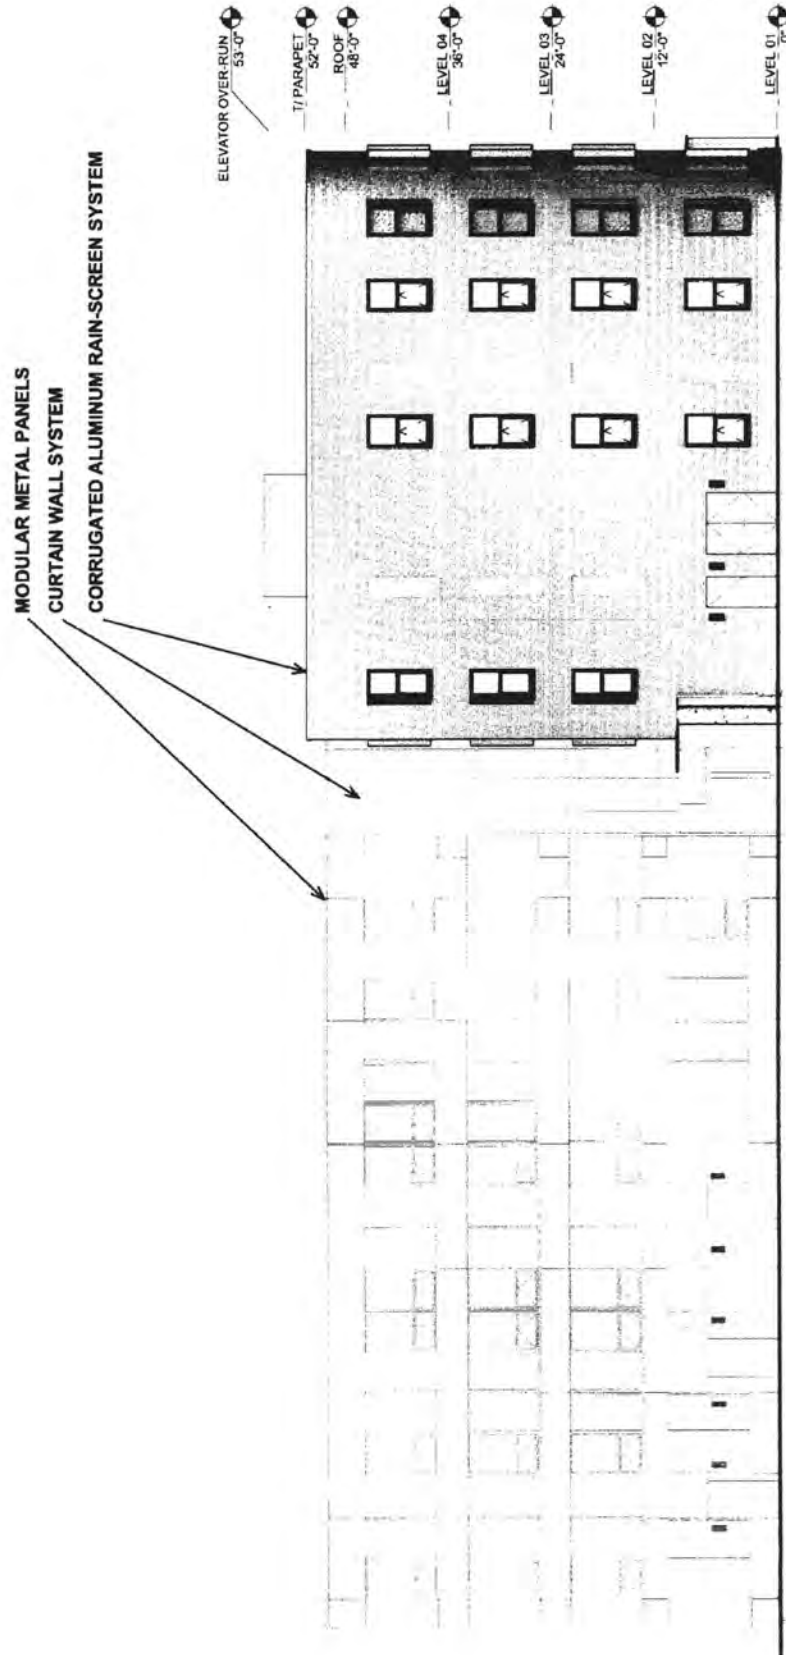 MODULAR METAL PANELS
CURTAIN WALL SYSTEM
CORRUGATED ALUMINUM RAIN-SCREEN SYSTEM
ELEVATOR OVER-RUN
53'-0"
T/ PARAPET
52'-0"
ROOF
48'-0"
LEVEL 04
36'-0"
LEVEL 03
24'-0"
LEVEL 02
12'-0"
LEVEL 01
0"